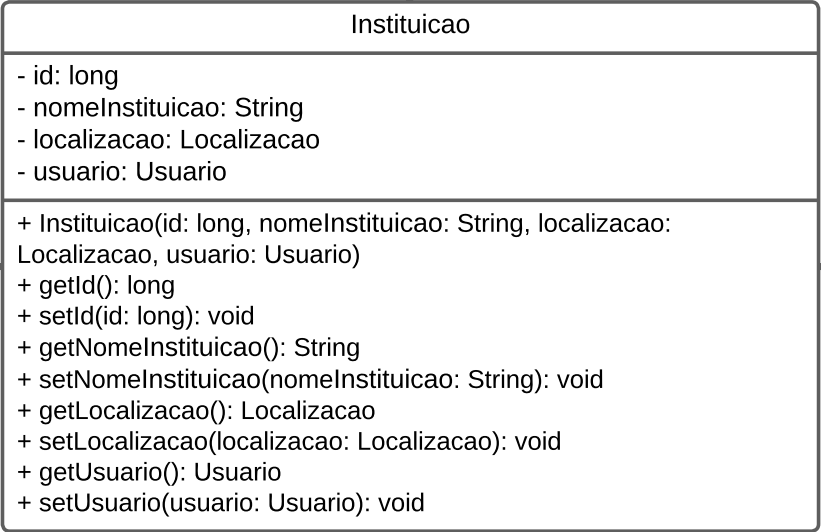 Instituicao
- id: long
- nomeInstituicao: String
- localizacao: Localizacao
- usuario: Usuario
+ Instituicao(id: long, nomeInstituicao: String, localizacao:
Localizacao, usuario: Usuario)
+ getId(): long
+ setId(id: long): void
+ getNomeInstituicao(): String
+ setNomeInstituicao(nomeInstituicao: String): void
+ getLocalizacao(): Localizacao
+ setLocalizacao(localizacao: Localizacao): void
+ getUsuario(): Usuario
+ setUsuario(usuario: Usuario): void